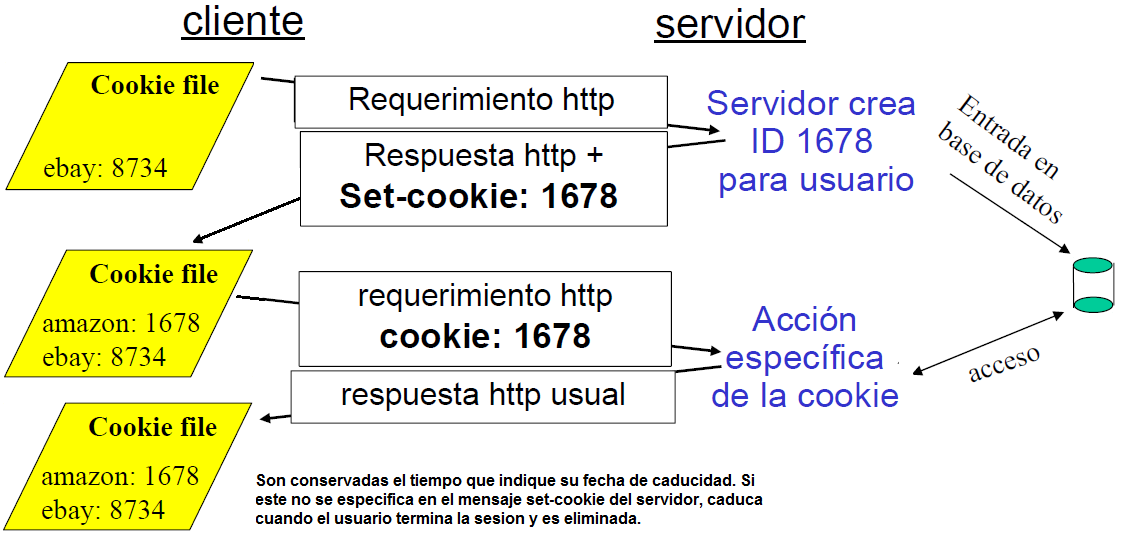 cliente
servidor
Cookie file
ebay: 8734
Requerimiento http
Respuesta http +
Set-cookie: 1678
Servidor crea
ID 1678
para usuario
Entrada en
base de datos
Cookie file
amazon: 1678
ebay: 8734
requerimiento http
cookie: 1678
respuesta http usual
Acción
específica
de la cookie
acceso
Cookie file
amazon: 1678
ebay: 8734
Son conservadas el tiempo que indique su fecha de caducidad. Si
este no se especifica en el mensaje set-cookie del servidor, caduca
cuando el usuario termina la sesion y es eliminada.